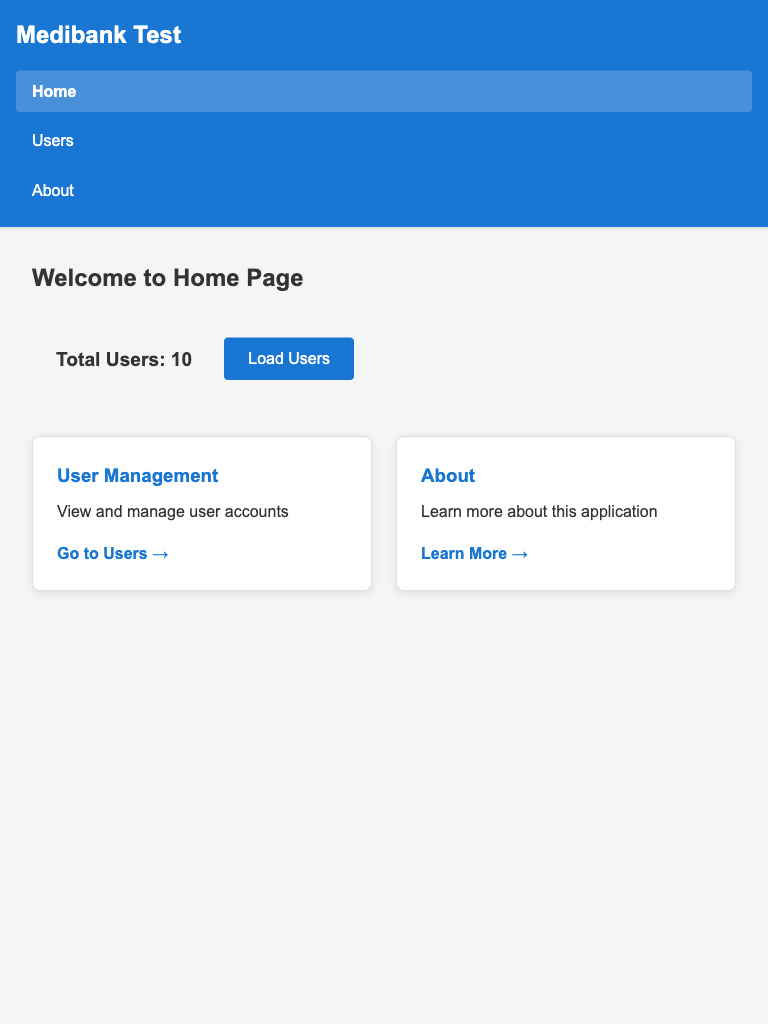 Medibank Test
Home
Users
About
Welcome to Home Page
Total Users: 10
Load Users
User Management
View and manage user accounts
Go to Users →
About
Learn more about this application
Learn More →